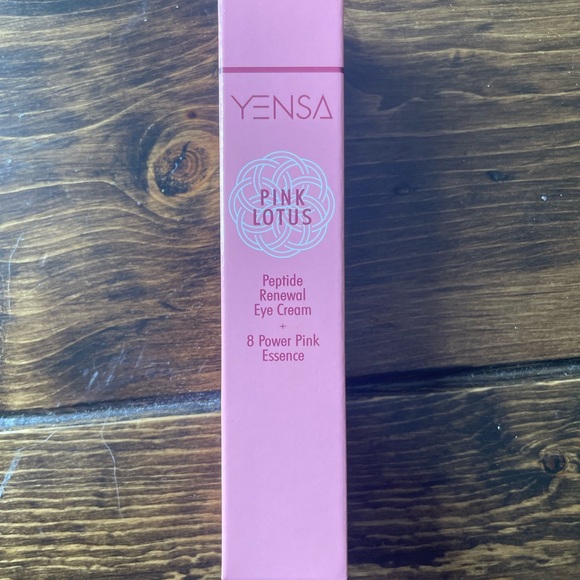 YENSA
PINK
LOTUS
Peptide
Renewal
Eye Cream
+
8 Power Pink
Essence